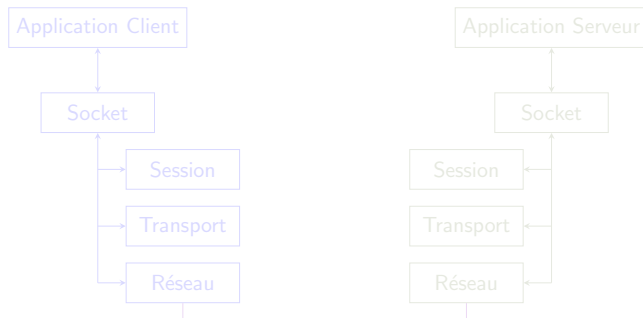 Application Client
Application Serveur
Socket
Socket
Session
Session
Transport
Transport
Réseau
Réseau